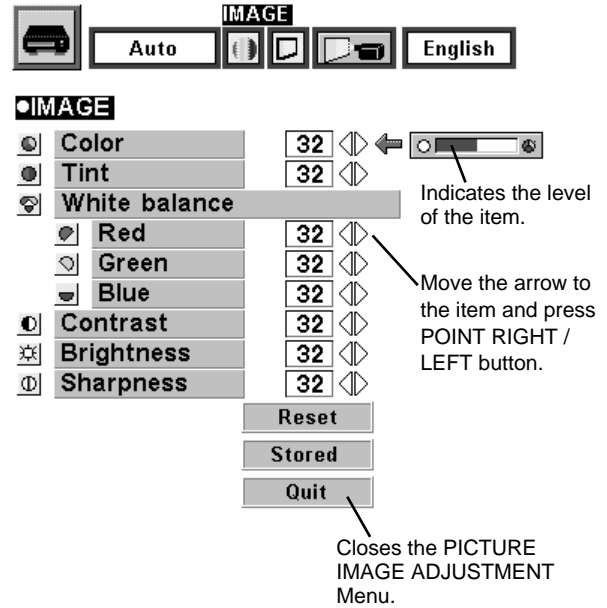 IMAGE
Auto
English
●IMAGE
Color 32
Indicates the level
of the item.
Tint 32
White balance
Red 32
Green 32
Blue 32
Move the arrow to
the item and press
POINT RIGHT /
LEFT button.
Contrast 32
Brightness 32
Sharpness 32
Reset
Stored
Quit
Closes the PICTURE
IMAGE ADJUSTMENT
Menu.